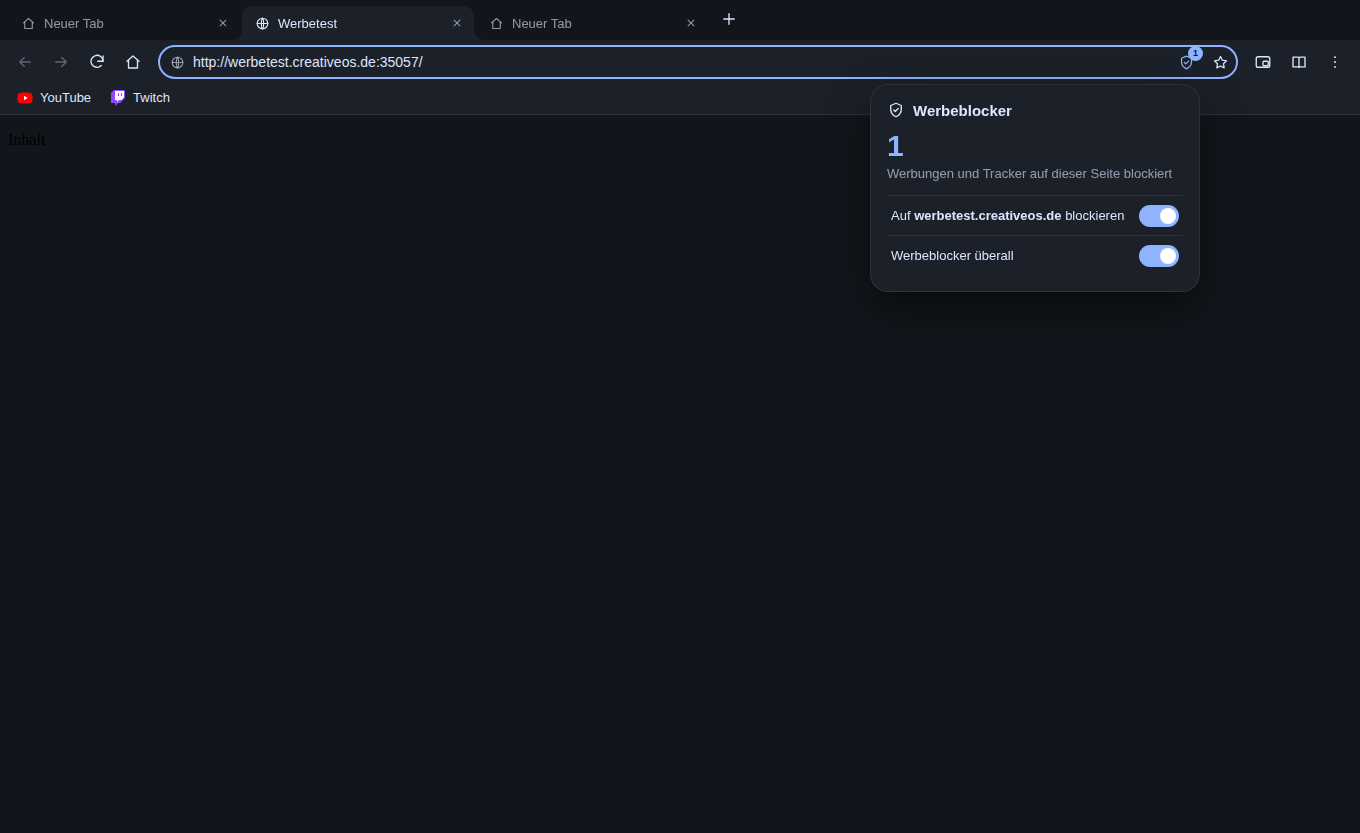 Neuer Tab
Werbetest
Neuer Tab
http://werbetest.creativeos.de:35057/
1
YouTube
Twitch
Inhalt
Werbeblocker
1
Werbungen und Tracker auf dieser Seite blockiert
Auf werbetest.creativeos.de blockieren
Werbeblocker überall